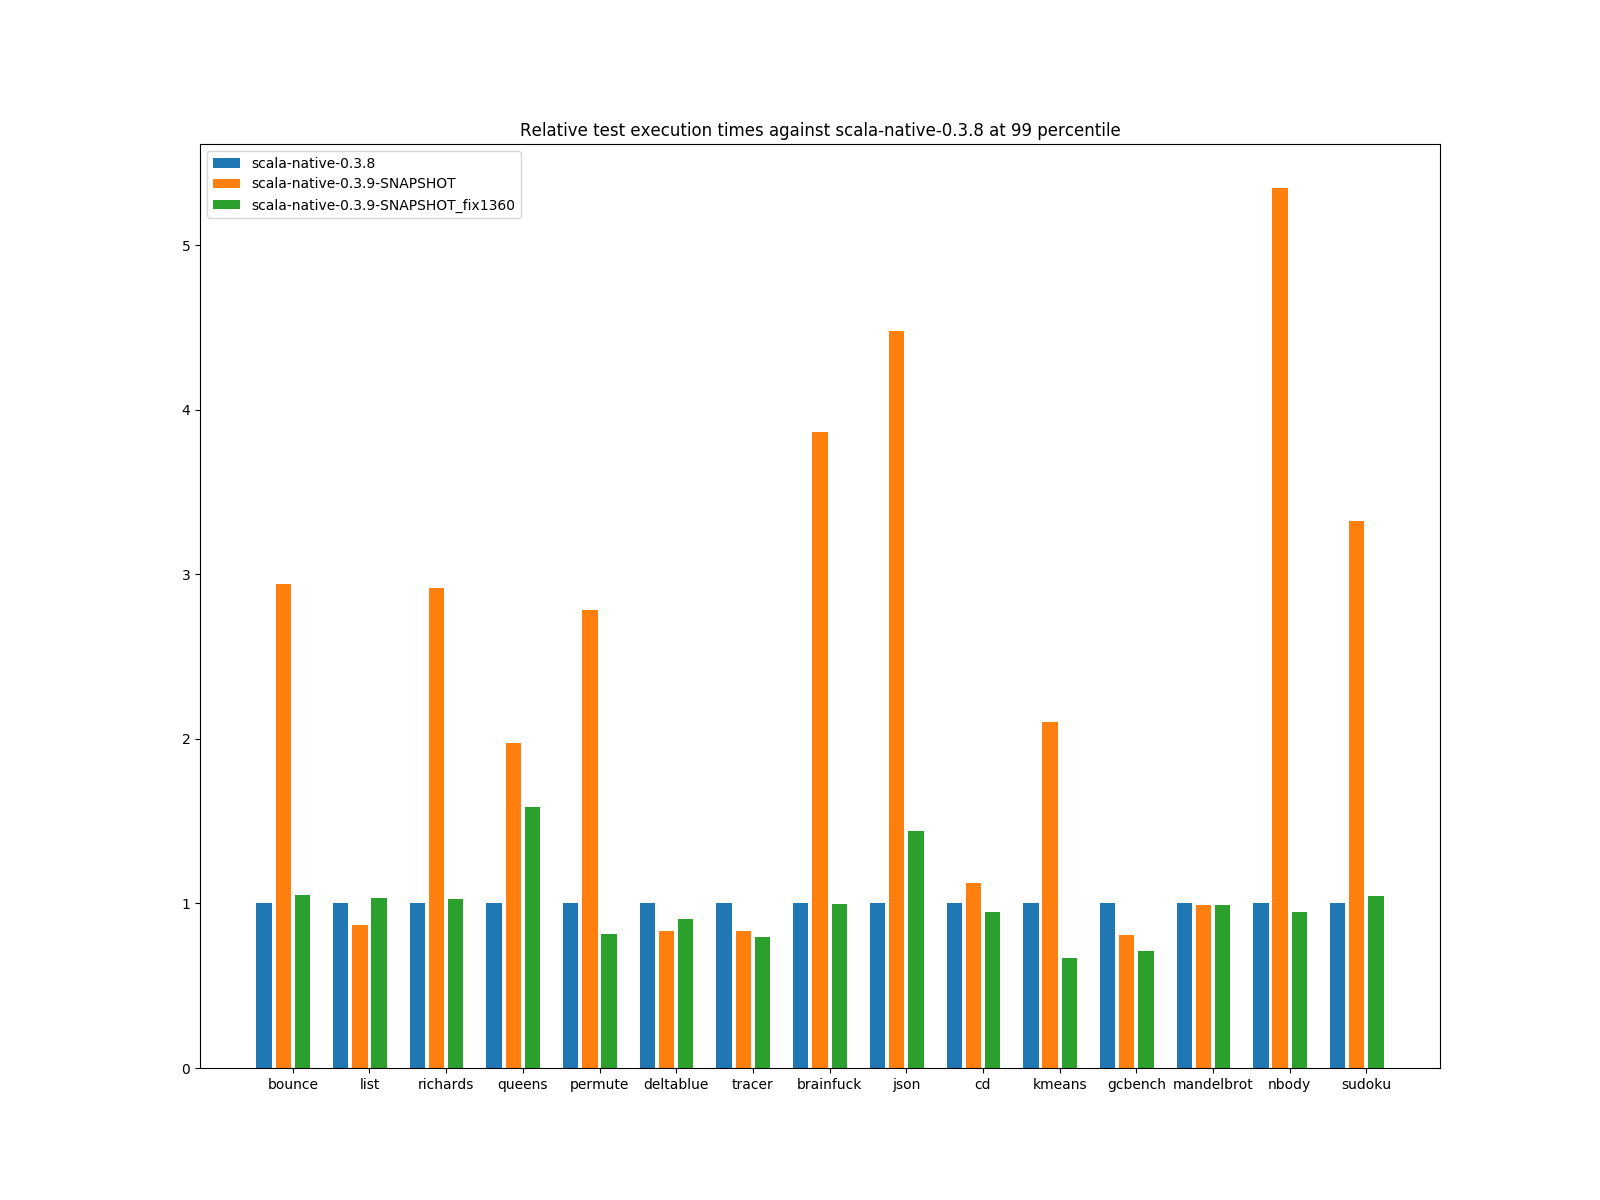 Relative test execution times against scala-native-0.3.8 at 99 percentile
scala-native-0.3.8
scala-native-0.3.9-SNAPSHOT
scala-native-0.3.9-SNAPSHOT_fix1360
5
4
3
2
1
0
bounce list richards queens permute deltablue tracer brainfuck json cd kmeans gcbench mandelbrot nbody sudoku